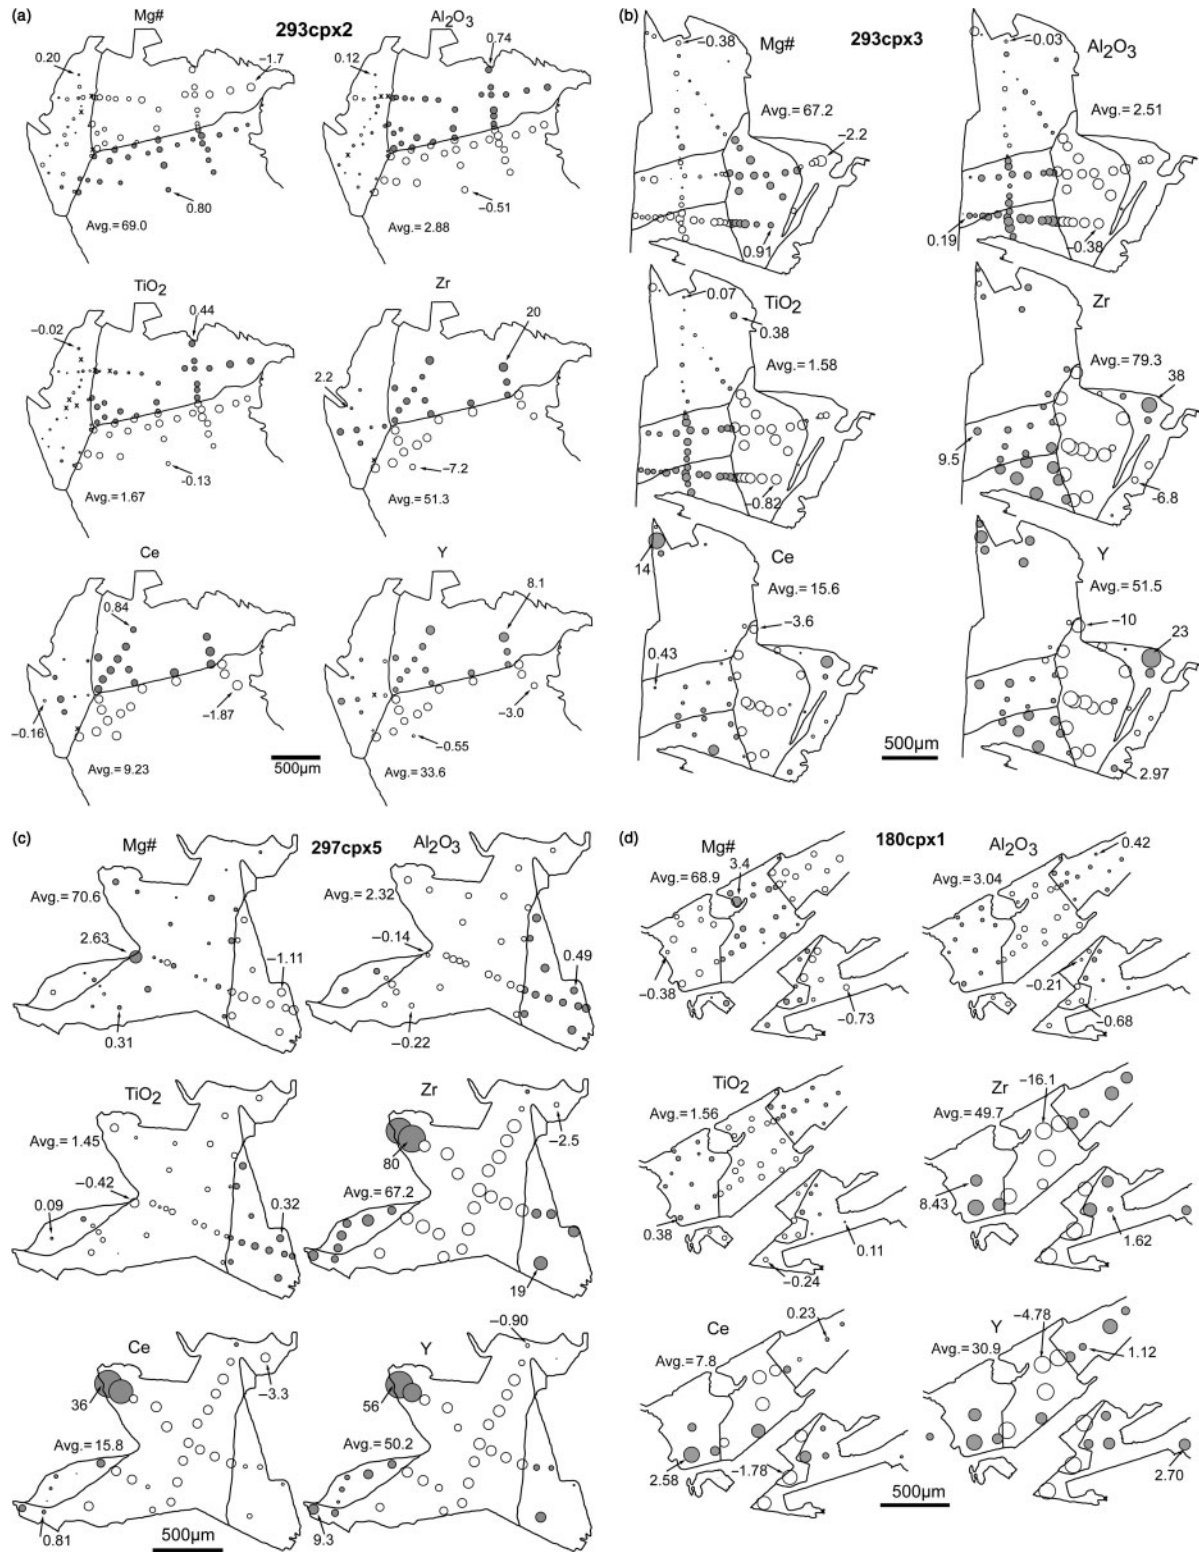 (a)
Mg#
293cpx2
Al2O3
0.20
−1.7
0.12
0.74
0.80
−0.51
Avg.=69.0
Avg.=2.88
TiO2
Zr
−0.02
0.44
20
2.2
−0.13
−7.2
Avg.=1.67
Avg.=51.3
Ce
Y
0.84
8.1
−0.16
−1.87
−3.0
−0.55
Avg.=9.23
500µm
Avg.=33.6
(b)
−0.38
Mg#
293cpx3
−0.03
Al2O3
Avg.=67.2
Avg.=2.51
−2.2
0.91
0.19
−0.38
0.07
TiO2
0.38
Zr
Avg.=1.58
Avg.=79.3
38
9.5
−0.82
−6.8
14
Ce
Y
Avg.=15.6
Avg.=51.5
−3.6
−10
0.43
23
500µm
2.97
(c)
Mg#
297cpx5
Al2O3
Avg.=70.6
Avg.=2.32
2.63
−0.14
−1.11
0.49
0.31
−0.22
TiO2
Zr
Avg.=1.45
80
−2.5
−0.42
Avg.=67.2
0.09
0.32
19
Ce
Y
−0.90
36
−3.3
56
Avg.=15.8
Avg.=50.2
0.81
500µm
9.3
(d)
Mg#
180cpx1
Al2O3
3.4
0.42
Avg.=68.9
Avg.=3.04
−0.38
−0.21
−0.73
−0.68
TiO2
Zr
−16.1
Avg.=1.56
Avg.=49.7
8.43
0.38
0.11
1.62
−0.24
Ce
0.23
Y
−4.78
Avg.=7.8
Avg.=30.9
1.12
2.58
−1.78
2.70
500µm